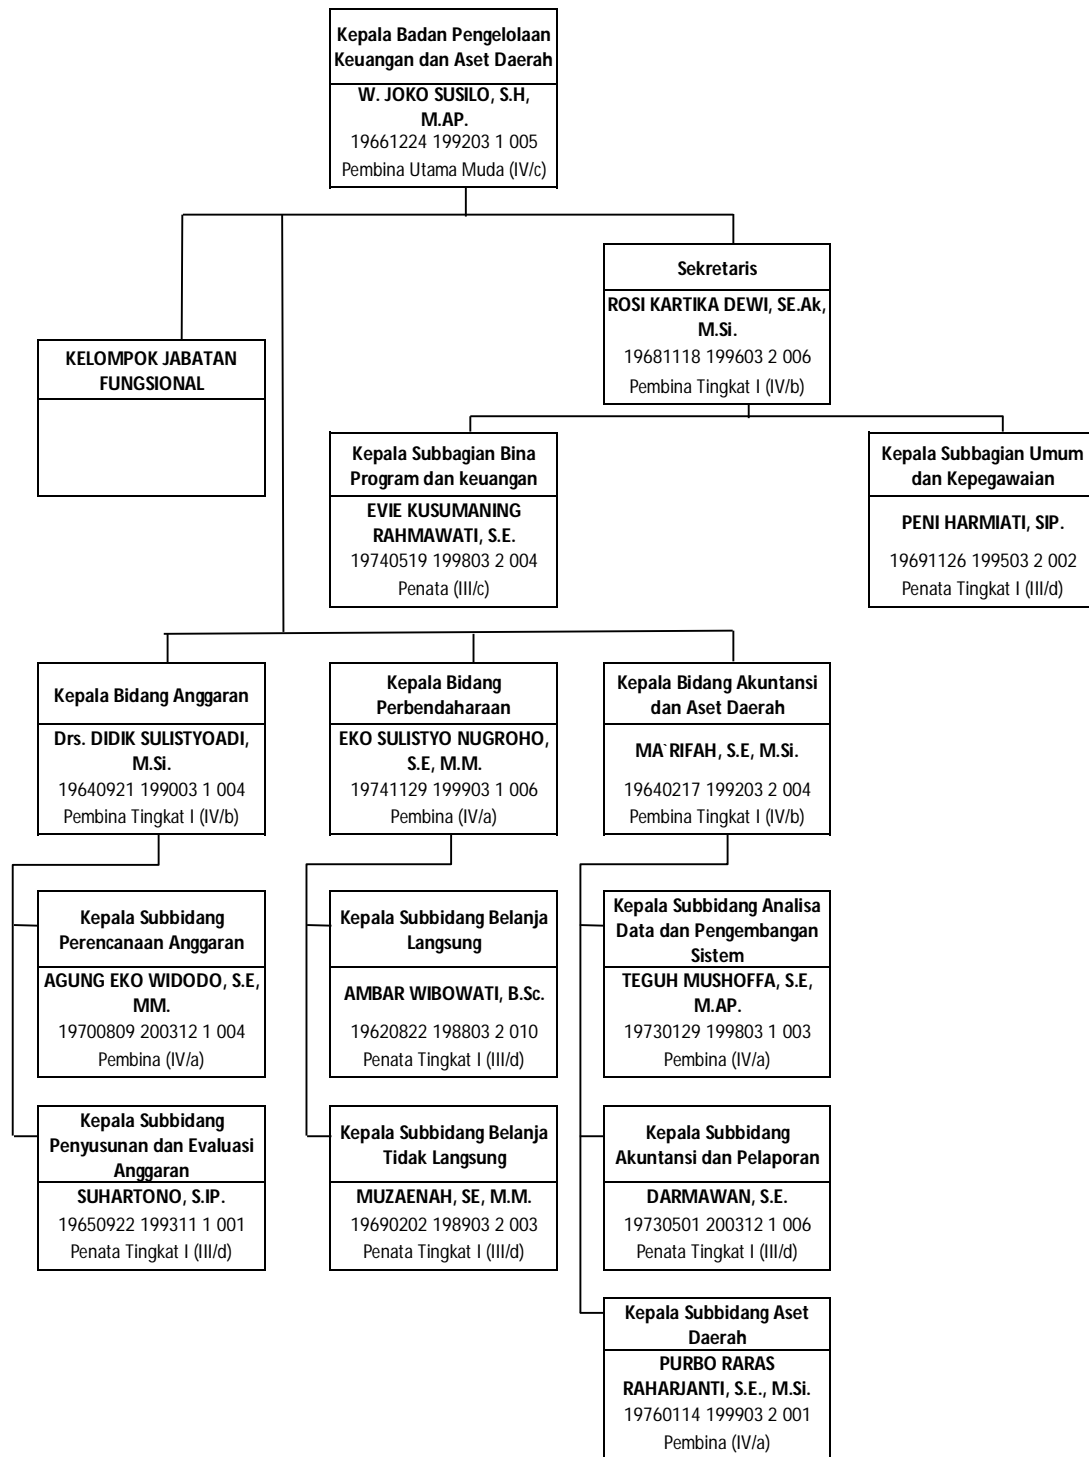 Kepala Badan Pengelolaan
Keuangan dan Aset Daerah
W. JOKO SUSILO, S.H,
M.AP.
19661224 199203 1 005
Pembina Utama Muda (IV/c)
Sekretaris
ROSI KARTIKA DEWI, SE.Ak,
M.Si.
19681118 199603 2 006
Pembina Tingkat I (IV/b)
KELOMPOK JABATAN
FUNGSIONAL
Kepala Subbagian Bina
Program dan keuangan
EVIE KUSUMANING
RAHMAWATI, S.E.
19740519 199803 2 004
Penata (III/c)
Kepala Subbagian Umum
dan Kepegawaian
PENI HARMIATI, SIP.
19691126 199503 2 002
Penata Tingkat I (III/d)
Kepala Bidang Anggaran
Drs. DIDIK SULISTYOADI,
M.Si.
19640921 199003 1 004
Pembina Tingkat I (IV/b)
Kepala Bidang
Perbendaharaan
EKO SULISTYO NUGROHO,
S.E, M.M.
19741129 199903 1 006
Pembina (IV/a)
Kepala Bidang Akuntansi
dan Aset Daerah
MA`RIFAH, S.E, M.Si.
19640217 199203 2 004
Pembina Tingkat I (IV/b)
Kepala Subbidang
Perencanaan Anggaran
AGUNG EKO WIDODO, S.E,
MM.
19700809 200312 1 004
Pembina (IV/a)
Kepala Subbidang Belanja
Langsung
AMBAR WIBOWATI, B.Sc.
19620822 198803 2 010
Penata Tingkat I (III/d)
Kepala Subbidang Analisa
Data dan Pengembangan
Sistem
TEGUH MUSHOFFA, S.E,
M.AP.
19730129 199803 1 003
Pembina (IV/a)
Kepala Subbidang
Penyusunan dan Evaluasi
Anggaran
SUHARTONO, S.IP.
19650922 199311 1 001
Penata Tingkat I (III/d)
Kepala Subbidang Belanja
Tidak Langsung
MUZAENAH, SE, M.M.
19690202 198903 2 003
Penata Tingkat I (III/d)
Kepala Subbidang
Akuntansi dan Pelaporan
DARMAWAN, S.E.
19730501 200312 1 006
Penata Tingkat I (III/d)
Kepala Subbidang Aset
Daerah
PURBO RARAS
RAHARJANTI, S.E., M.Si.
19760114 199903 2 001
Pembina (IV/a)